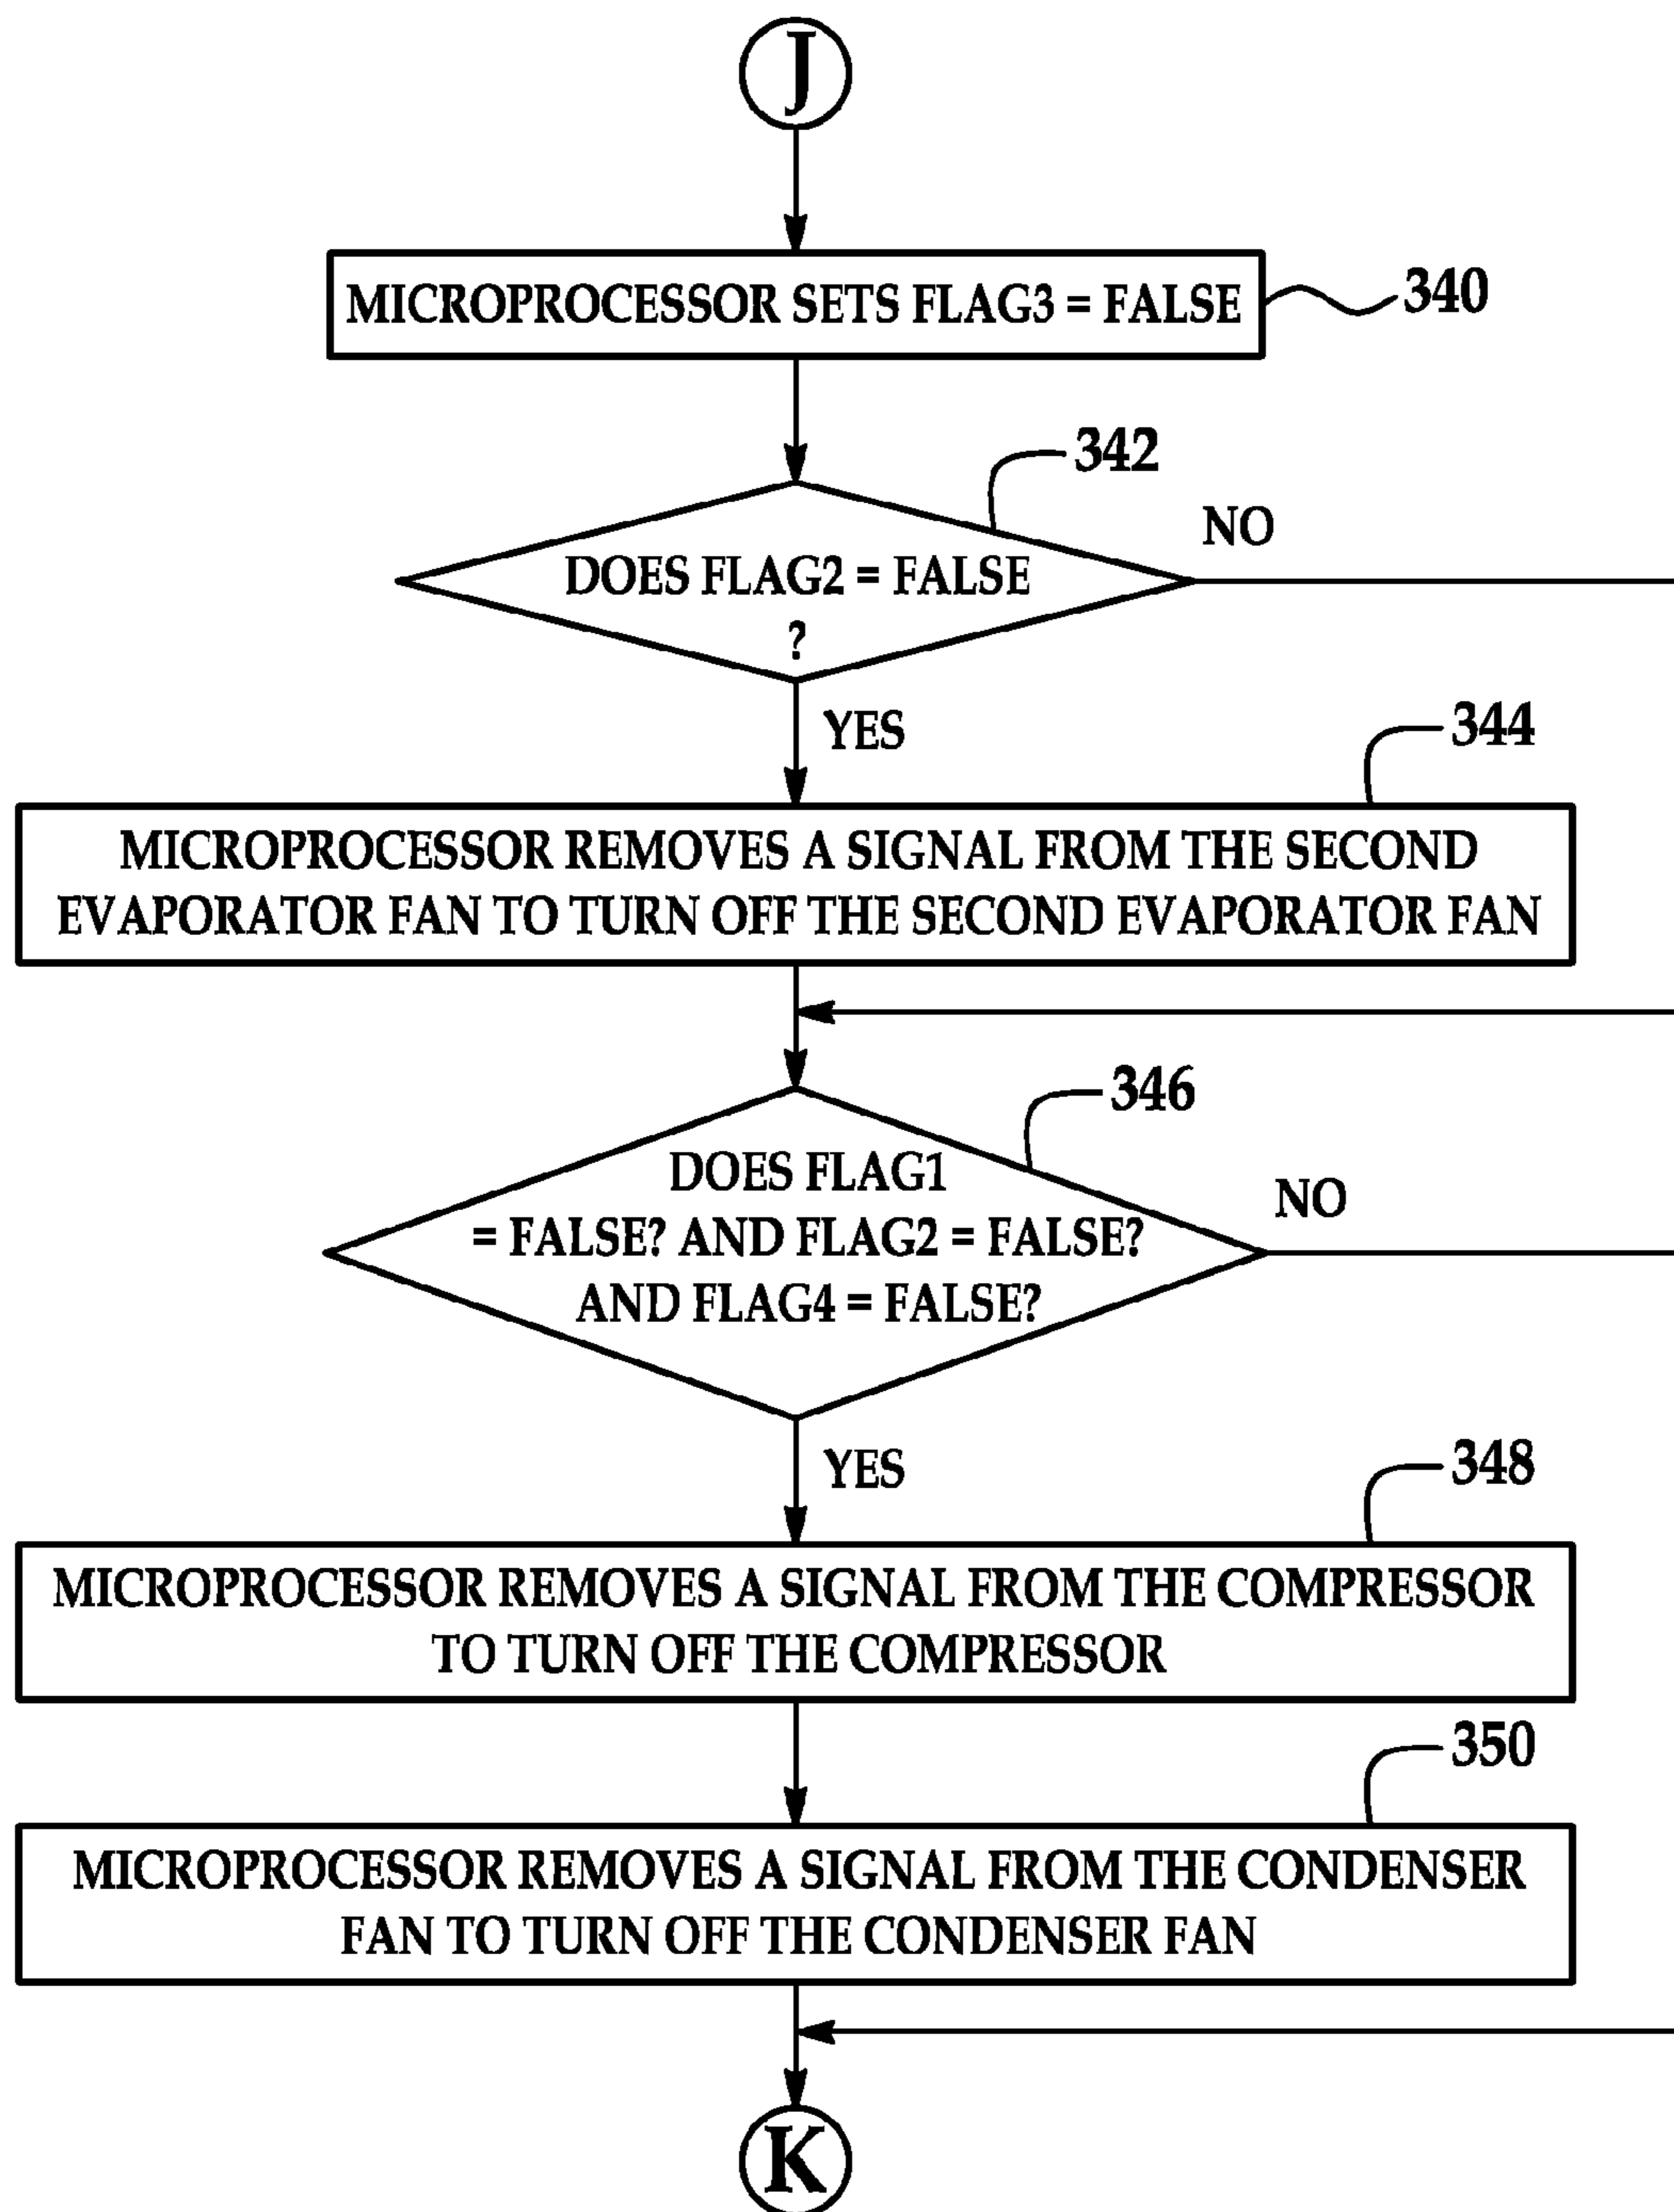 J
MICROPROCESSOR SETS FLAG3 = FALSE
340
342
NO
DOES FLAG2 = FALSE
?
YES
344
MICROPROCESSOR REMOVES A SIGNAL FROM THE SECOND
EVAPORATOR FAN TO TURN OFF THE SECOND EVAPORATOR FAN
346
DOES FLAG1
= FALSE? AND FLAG2 = FALSE?
AND FLAG4 = FALSE?
NO
YES
348
MICROPROCESSOR REMOVES A SIGNAL FROM THE COMPRESSOR
TO TURN OFF THE COMPRESSOR
350
MICROPROCESSOR REMOVES A SIGNAL FROM THE CONDENSER
FAN TO TURN OFF THE CONDENSER FAN
K